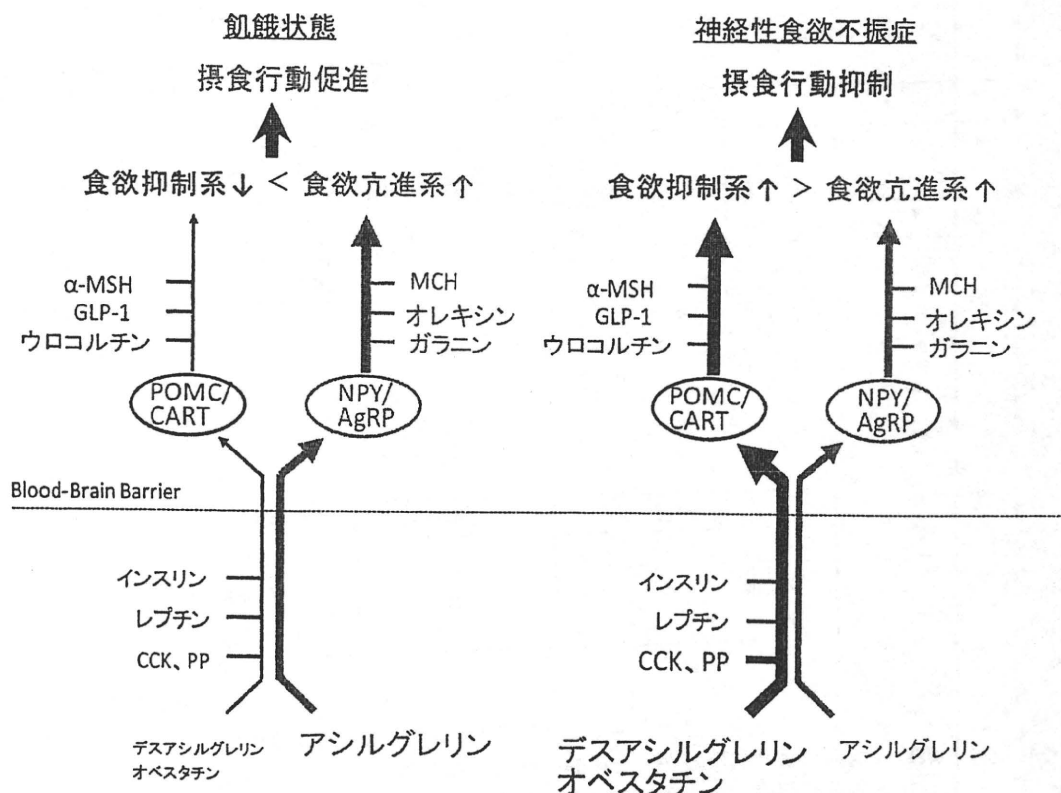 飢餓状態
摂食行動促進
食欲抑制系↓ < 食欲亢進系↑
α-MSH
GLP-1
ウロコルチン
MCH
オレキシン
ガラニン
POMC/
CART
NPY/
AgRP
Blood-Brain Barrier
インスリン
レプチン
CCK、PP
デスアシルグレリン
オベスタチン
アシルグレリン
神経性食欲不振症
摂食行動抑制
食欲抑制系↑ > 食欲亢進系↑
α-MSH
GLP-1
ウロコルチン
MCH
オレキシン
ガラニン
POMC/
CART
NPY/
AgRP
インスリン
レプチン
CCK、PP
デスアシルグレリン
オベスタチン
アシルグレリン